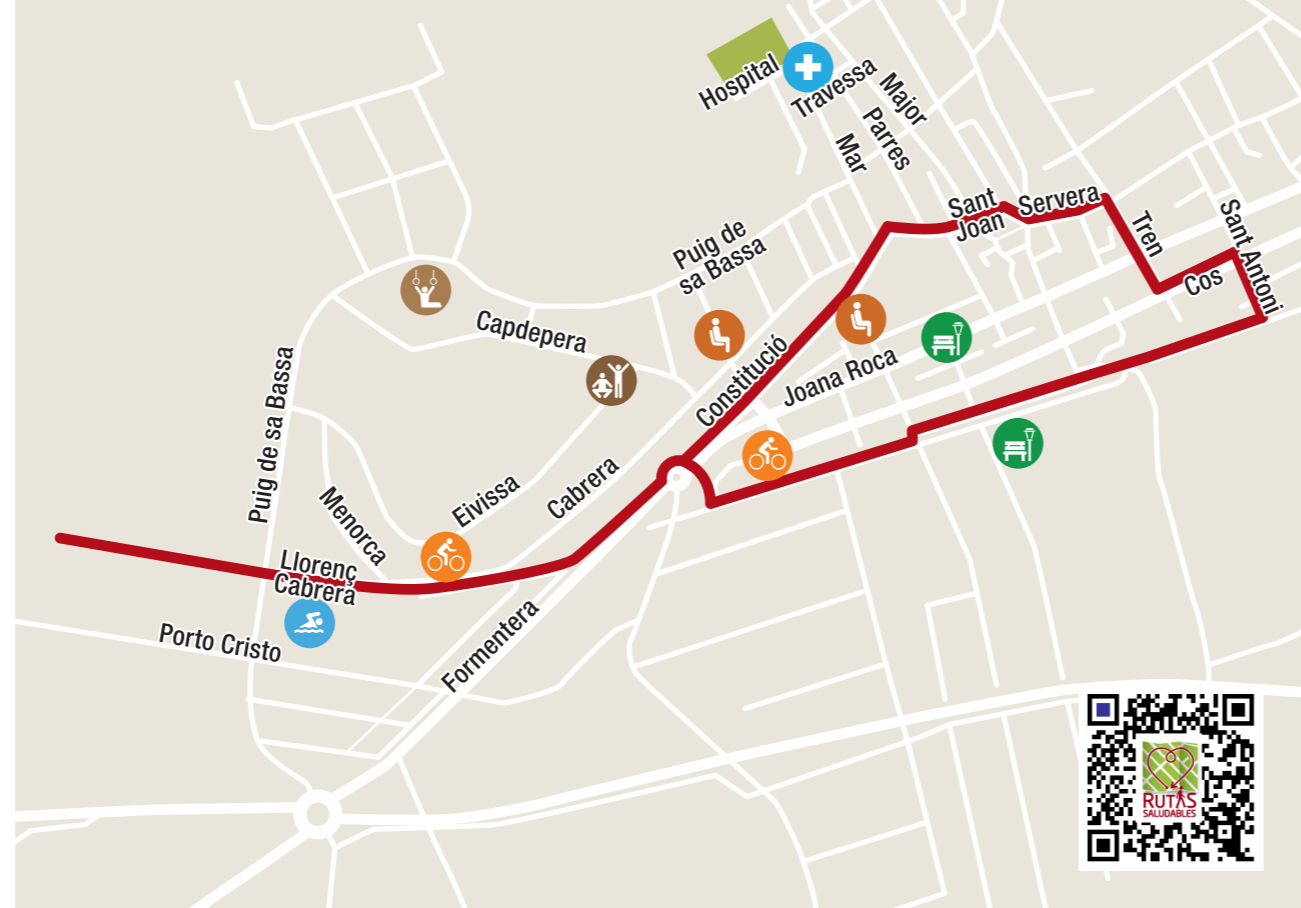 Hospital
Travessa
Major
Parres
Mar
Sant
Joan
Servera
Tren
Sant Antoni
Cos
Puig de
sa Bassa
Capdepera
Constitució
Joana Roca
Puig de sa Bassa
Menorca
Eivissa
Cabrera
Llorenç
Cabrera
Porto Cristo
Formentera
RUTAS
SALUDABLES